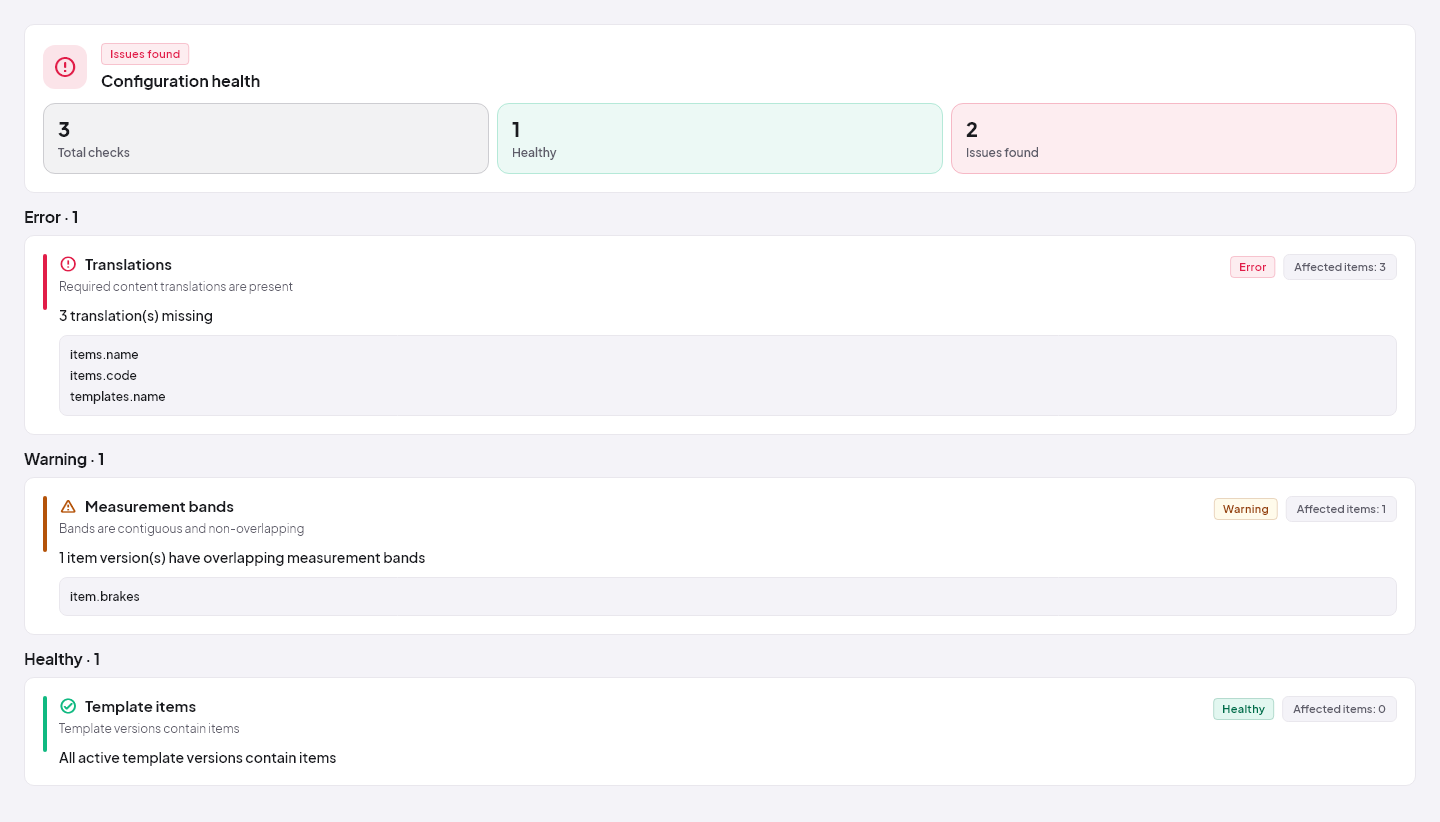 Issues found
Configuration health
3
Total checks
1
Healthy
2
Issues found
Error · 1
Translations
Error
Affected items: 3
Required content translations are present
3 translation(s) missing
items.name
items.code
templates.name
Warning · 1
Measurement bands
Warning
Affected items: 1
Bands are contiguous and non-overlapping
1 item version(s) have overlapping measurement bands
item.brakes
Healthy · 1
Template items
Healthy
Affected items: 0
Template versions contain items
All active template versions contain items